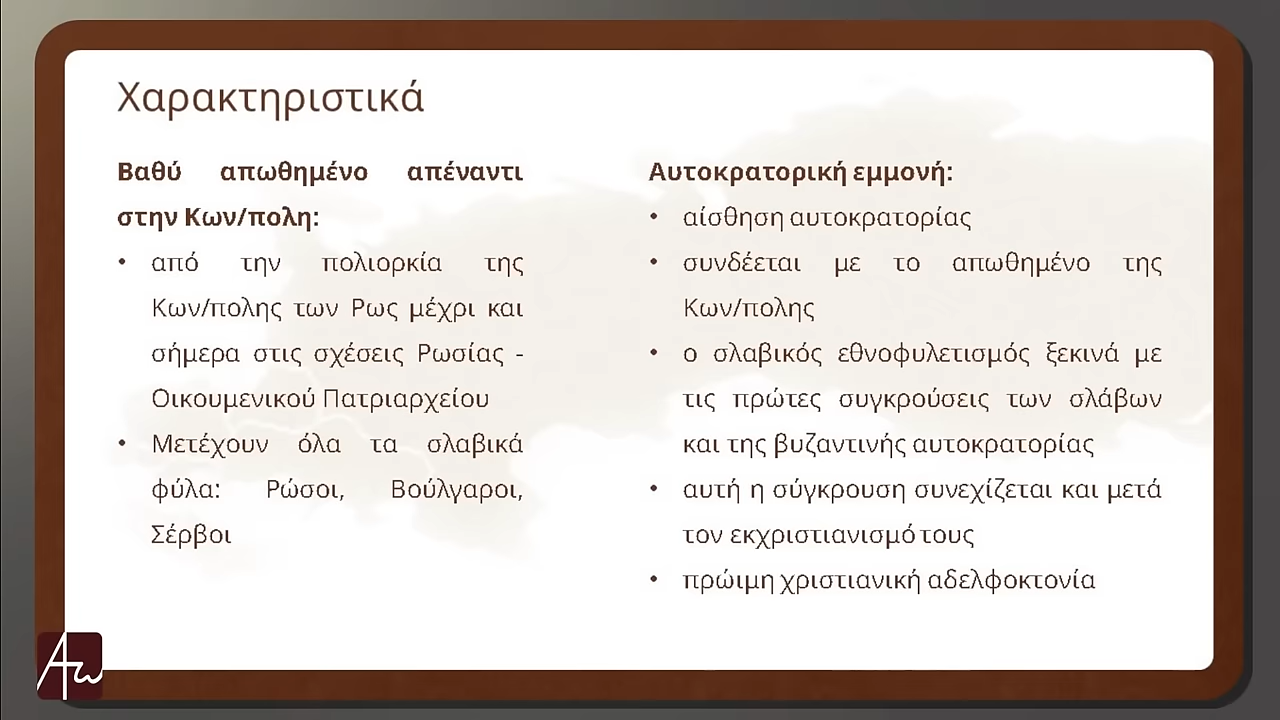 Χαρακτηριστικά
Βαθύ απωθημένο απέναντι
στην Κων/πολη:
• από την πολιορκία της
Κων/πολης των Ρως μέχρι και
σήμερα στις σχέσεις Ρωσίας -
Οικουμενικού Πατριαρχείου
• Μετέχουν όλα τα σλαβικά
φύλα: Ρώσοι, Βούλγαροι,
Σέρβοι
Αυτοκρατορική εμμονή:
• αίσθηση αυτοκρατορίας
• συνδέεται με το απωθημένο της
Κων/πολης
• ο σλαβικός εθνοφυλετισμός ξεκινά με
τις πρώτες συγκρούσεις των σλάβων
και της βυζαντινής αυτοκρατορίας
• αυτή η σύγκρουση συνεχίζεται και μετά
τον εκχριστιανισμό τους
• πρώιμη χριστιανική αδελφοκτονία
Αω